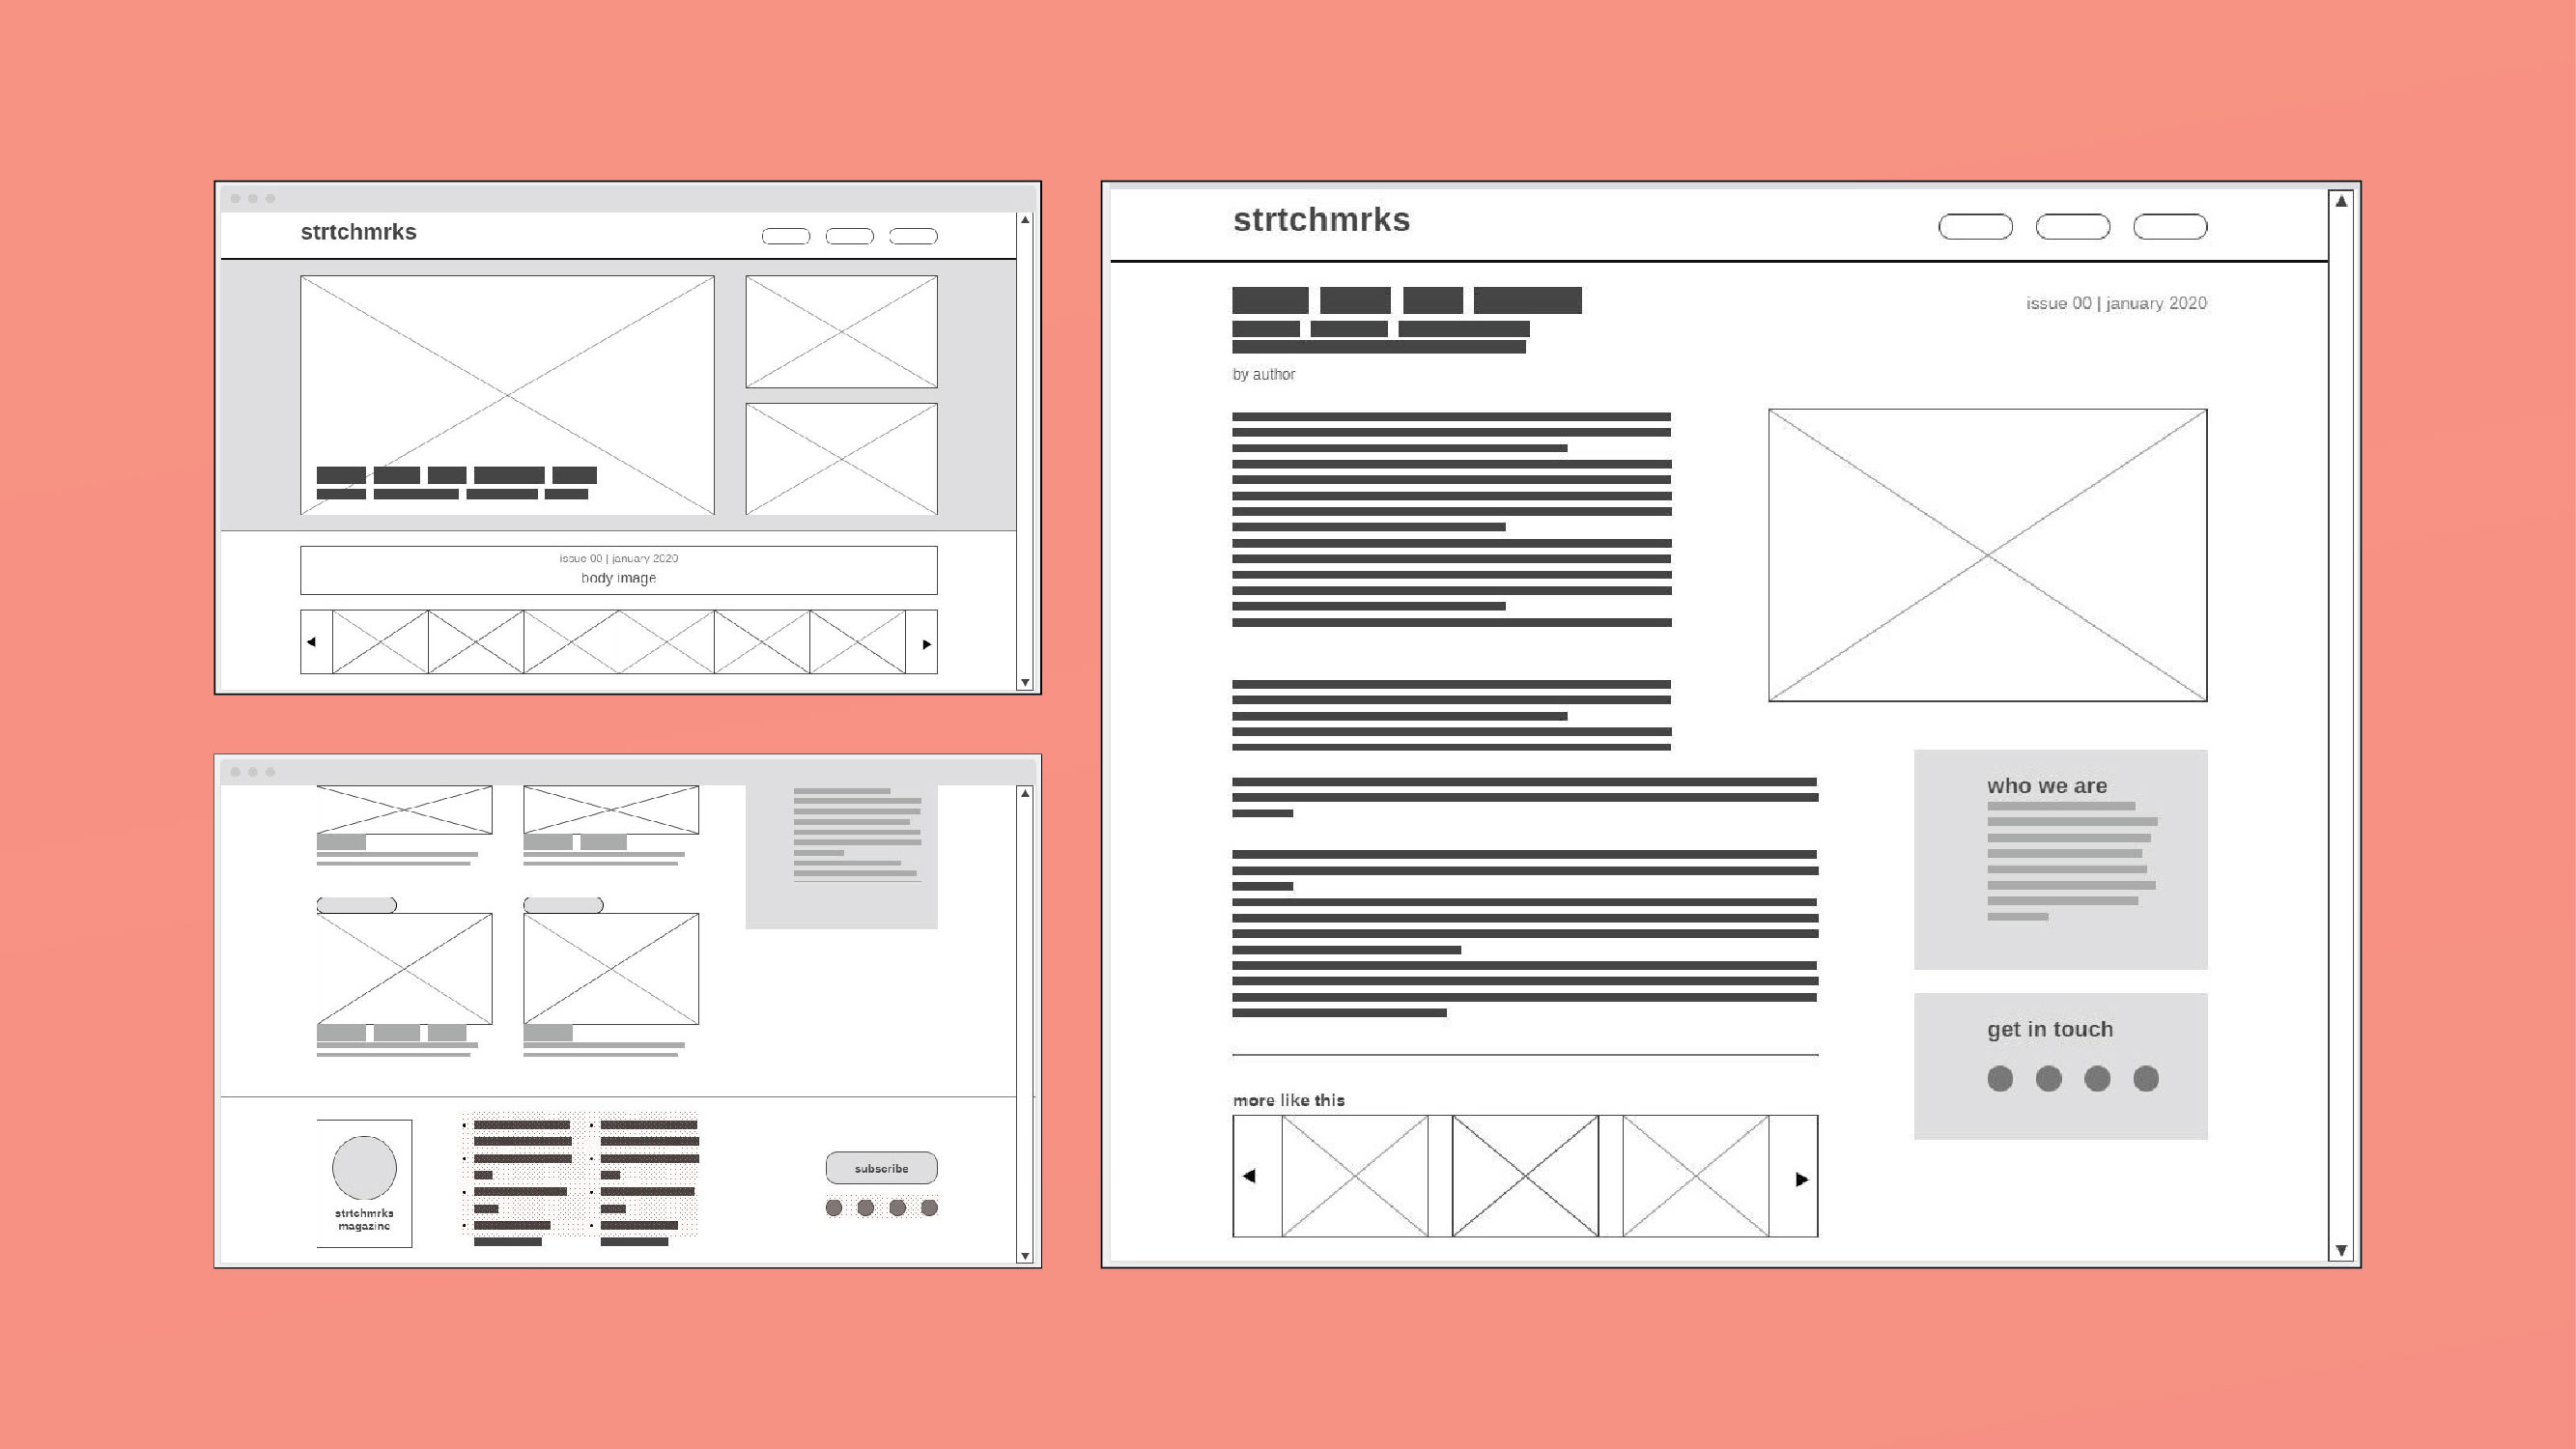 strtchmrks
issue 00 | january 2020
body image
subscribe
strtchmrks
magazine
strtchmrks
issue 00 | january 2020
by author
who we are
get in touch
more like this